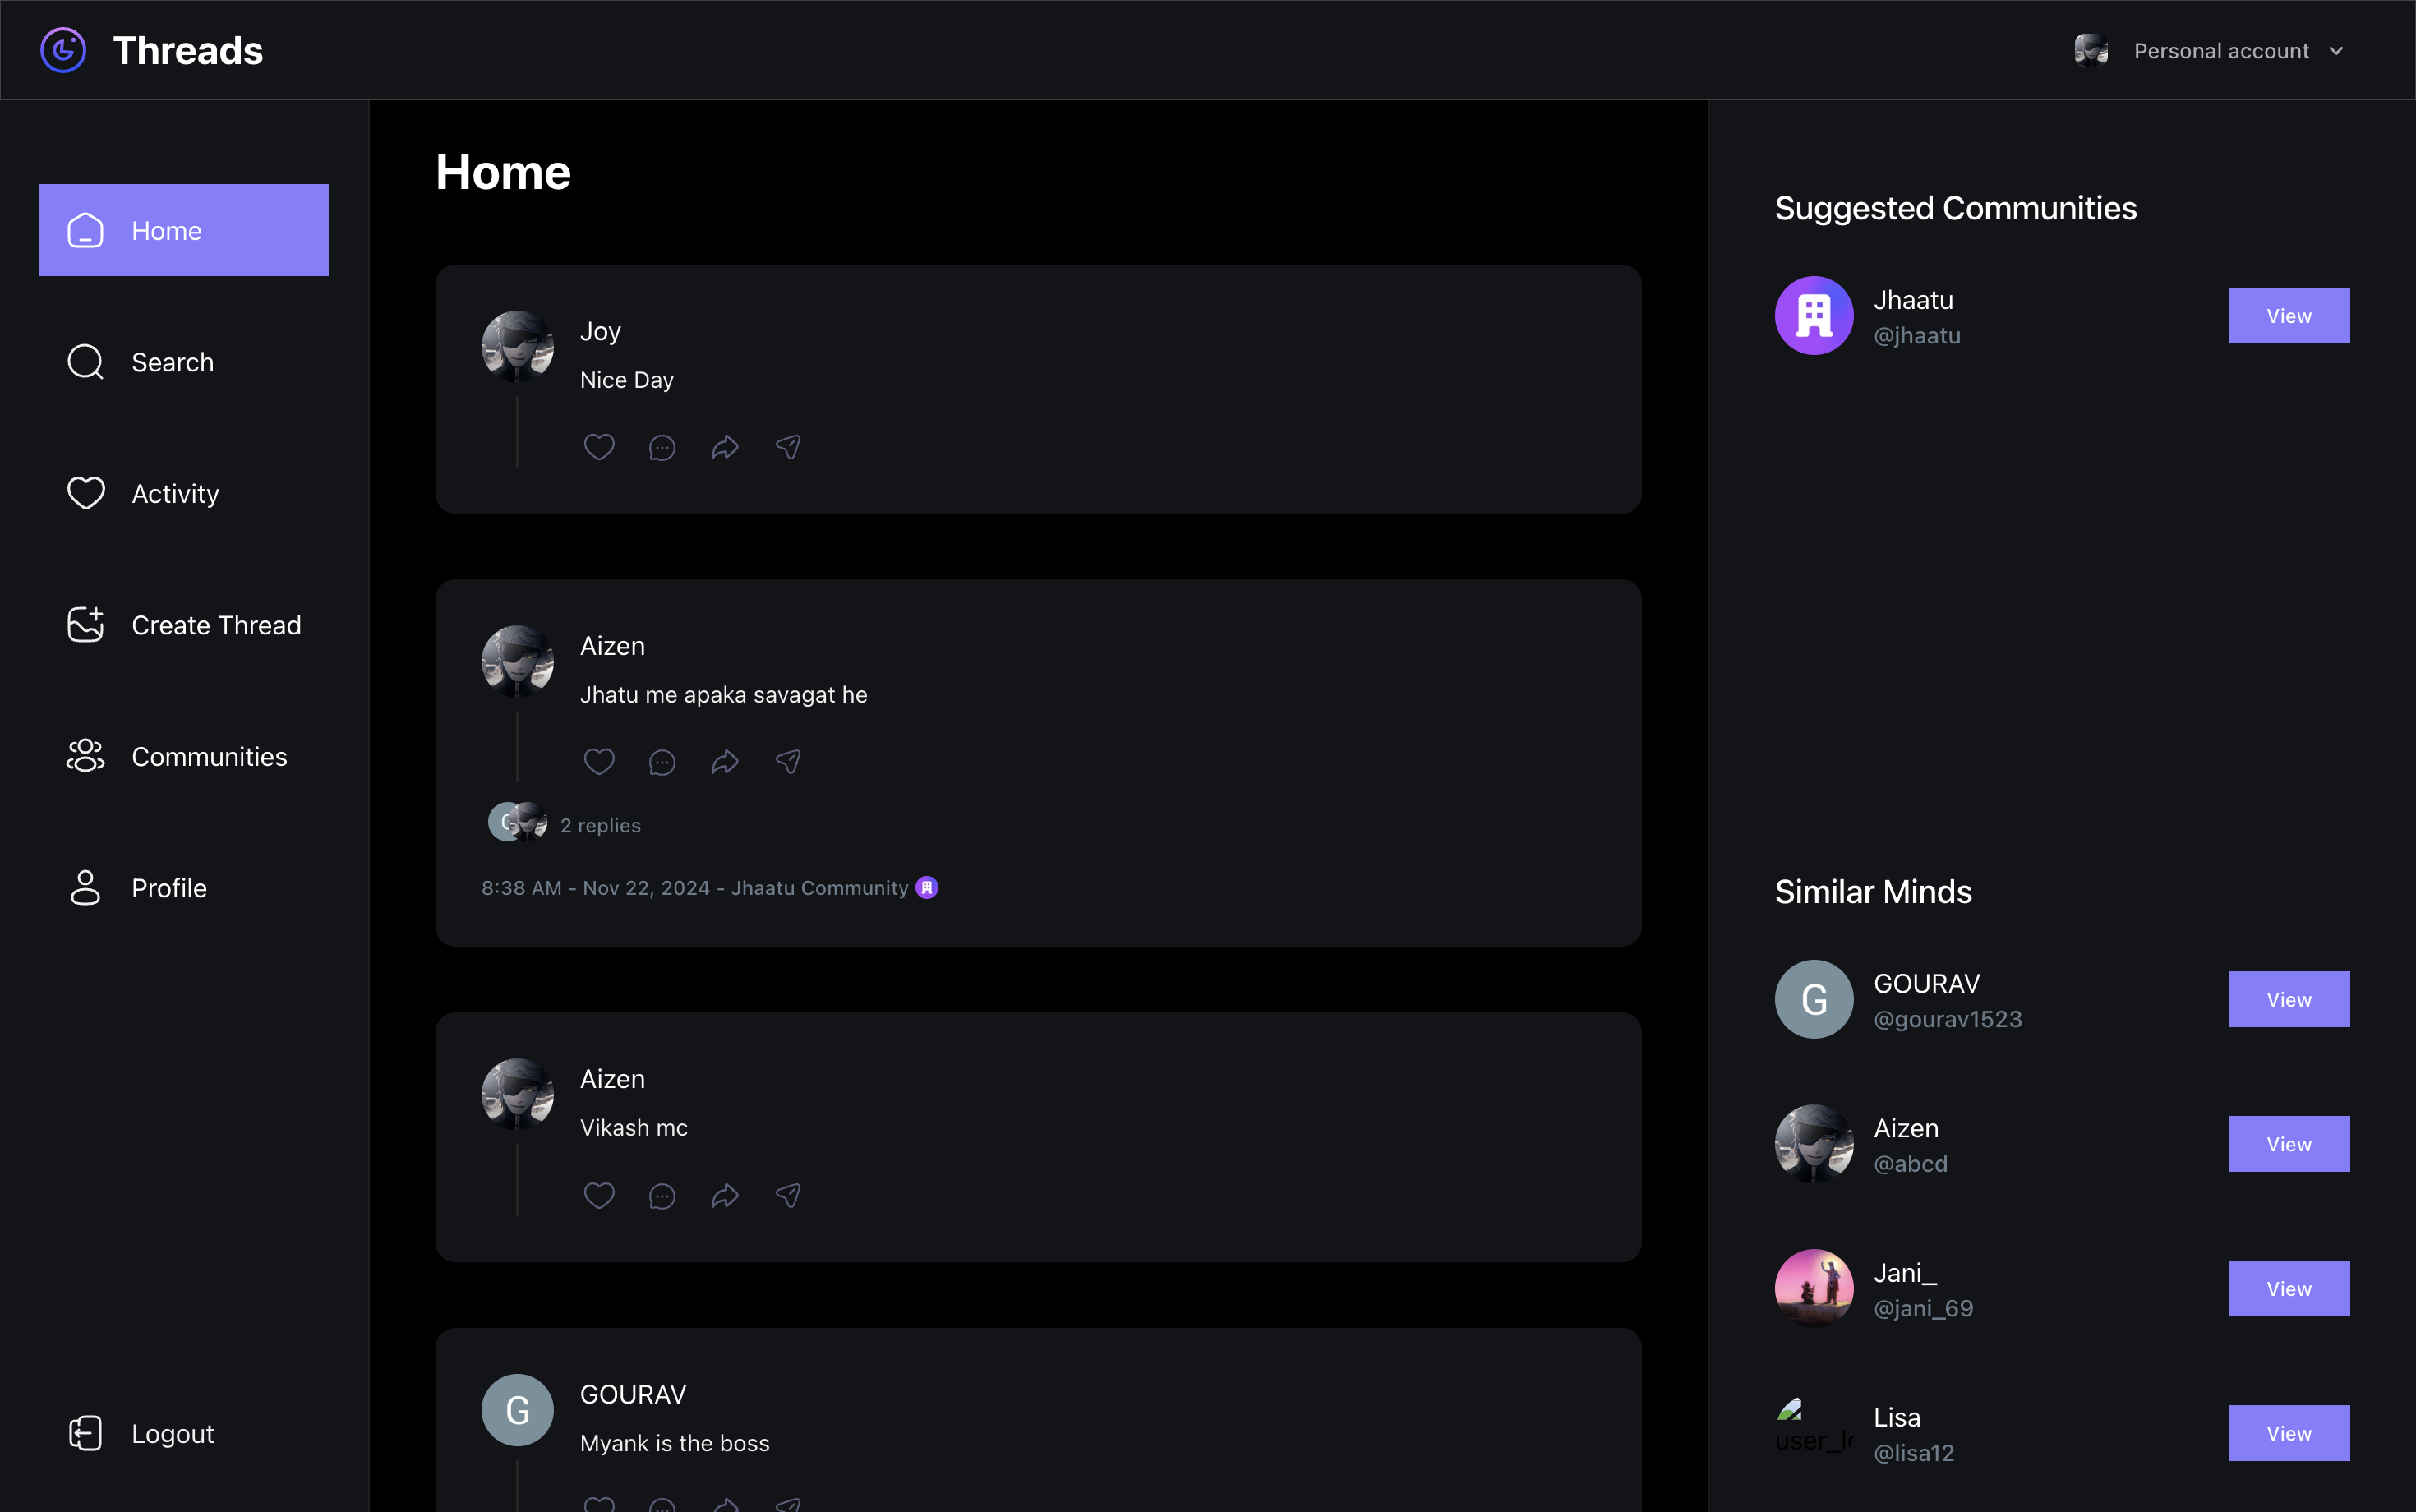 Threads
Personal account
Home
Search
Activity
Create Thread
Communities
Profile
Logout
Home
Joy
Nice Day
Aizen
Jhatu me apaka savagat he
2 replies
8:38 AM - Nov 22, 2024 - Jhaatu Community
Aizen
Vikash mc
G
GOURAV
Myank is the boss
Suggested Communities
Jhaatu
@jhaatu
View
Similar Minds
G
GOURAV
@gourav1523
View
Aizen
@abcd
View
Jani_
@jani_69
View
Lisa
@lisa12
View